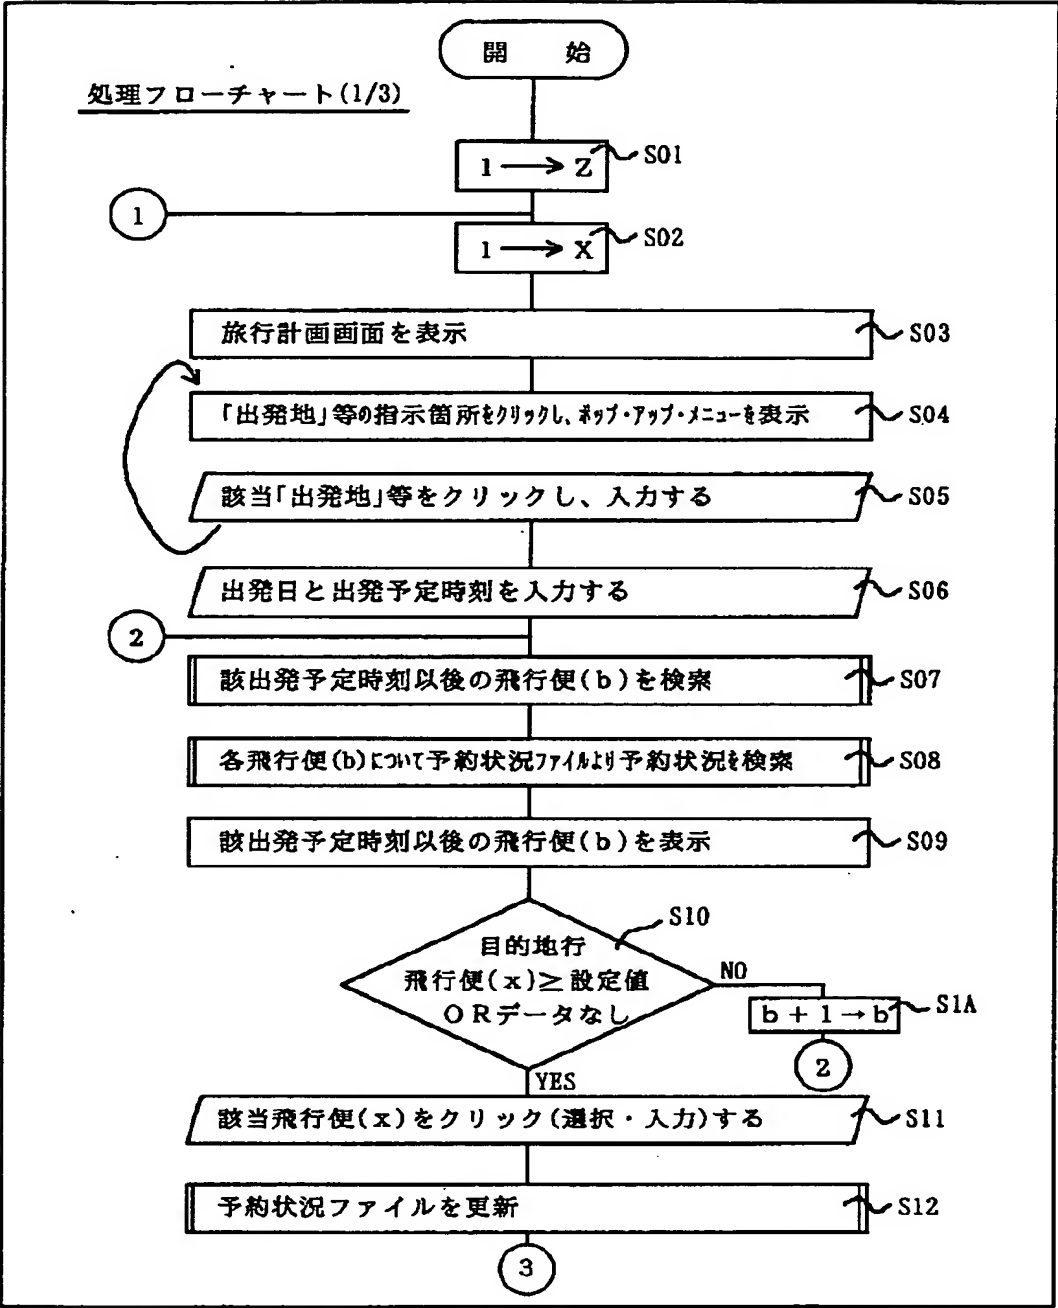 開 始
処理フローチャート(1/3)
1 → Z
S01
1
1 → X
S02
旅行計画画面を表示
S03
「出発地」等の指示箇所をクリックし、ポップ・アップ・メニューを表示
S04
該当「出発地」等をクリックし、入力する
S05
出発日と出発予定時刻を入力する
S06
2
該出発予定時刻以後の飛行便(b)を検索
S07
各飛行便(b)について予約状況ファイルより予約状況を検索
S08
該出発予定時刻以後の飛行便(b)を表示
S09
S10
目的地行
飛行便(x)≥設定値
ORデータなし
NO
b+1→b
S1A
2
YES
該当飛行便(x)をクリック(選択・入力)する
S11
予約状況ファイルを更新
S12
3